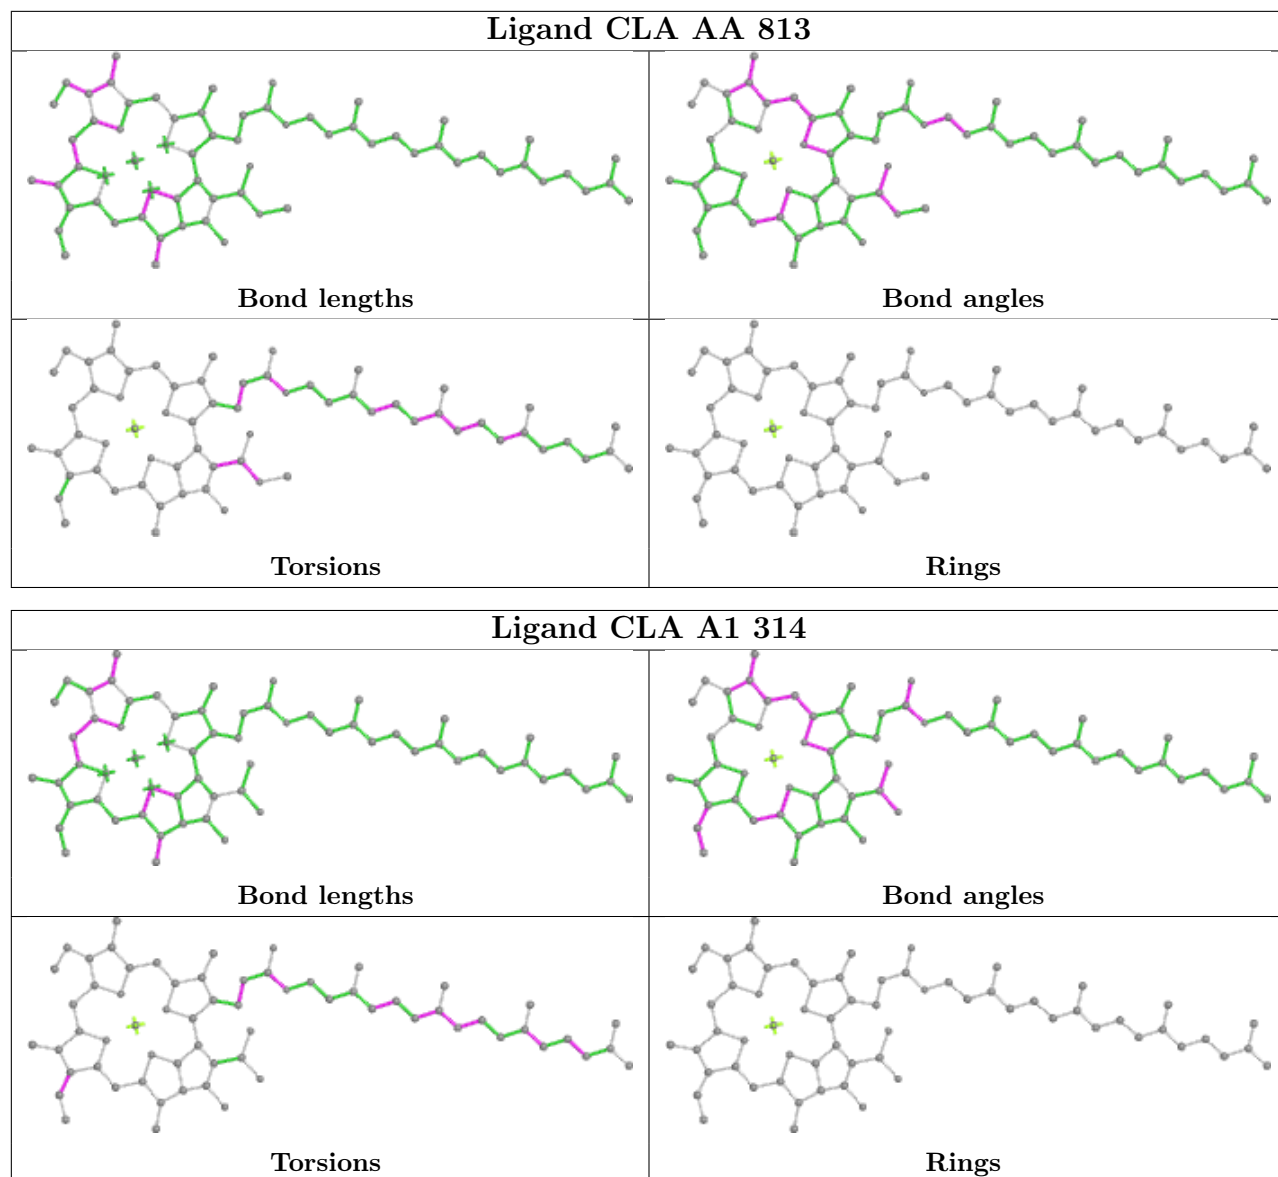 Ligand CLA AA 813
Bond lengths
Bond angles
Torsions
Rings
Ligand CLA A1 314
Bond lengths
Bond angles
Torsions
Rings